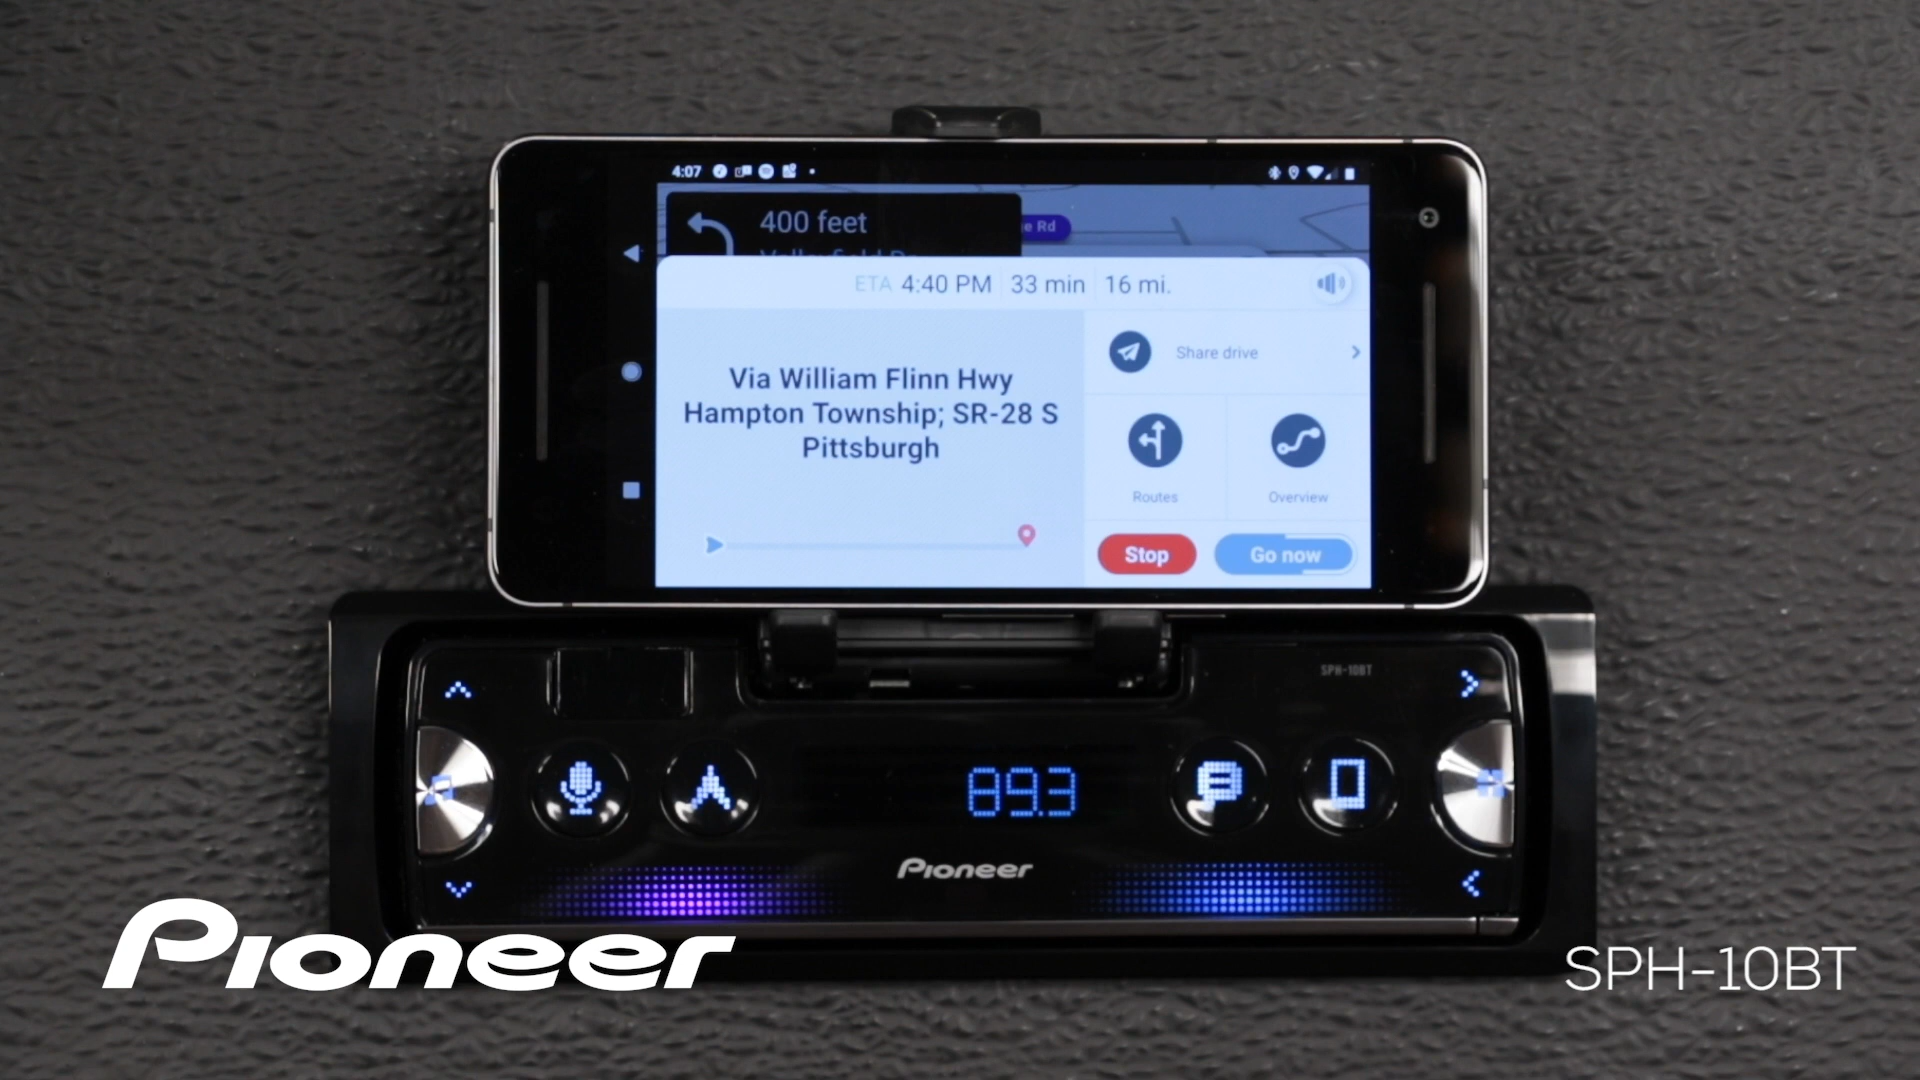 4:07
400 feet
e Rd
ETA 4:40 PM 33 min 16 mi.
Via William Flinn Hwy
Hampton Township; SR-28 S
Pittsburgh
Share drive
Routes
Overview
Stop
Go now
SPH-10BT
89.3
Pioneer
Pioneer
SPH-10BT